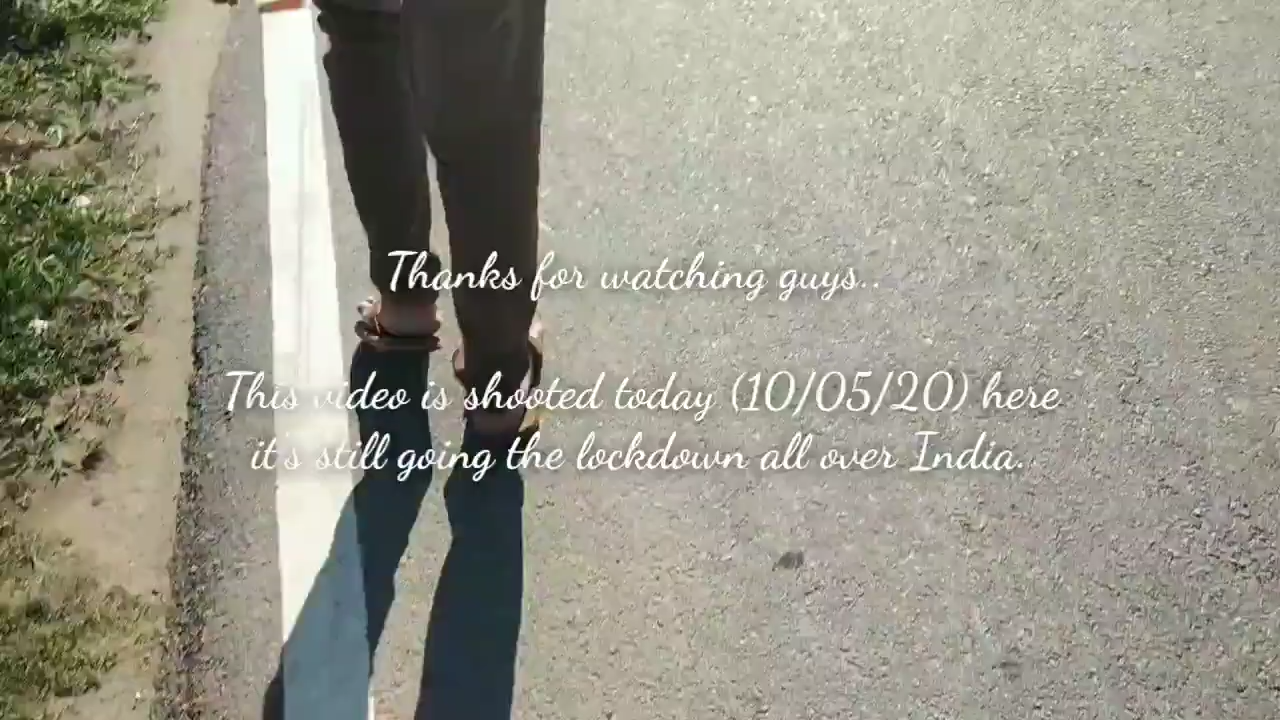 Thanks for watching guys..
This video is shooted today (10/05/20) here
it's still going the lockdown all over India.